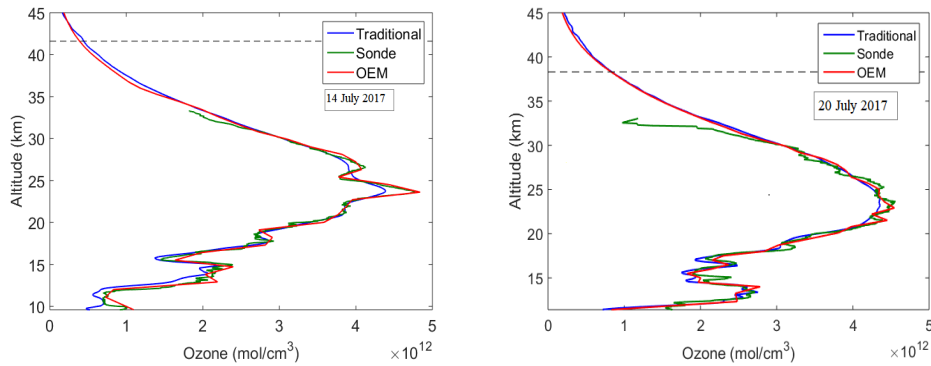 45
40
35
30
25
20
15
10
Altitude (km)
0
1
2
3
4
5
Ozone (mol/cm³)
×10¹²
Traditional
Sonde
OEM
14 July 2017
45
40
35
30
25
20
15
Altitude (km)
0
1
2
3
4
5
Ozone (mol/cm³)
×10¹²
Traditional
Sonde
OEM
20 July 2017